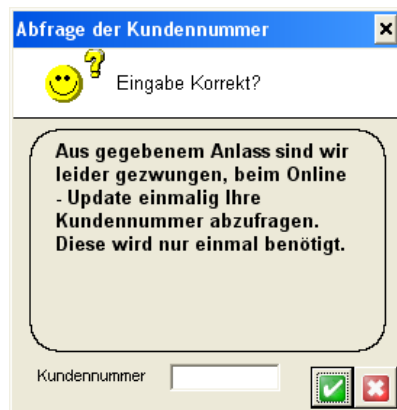 Abfrage der Kundennummer
Eingabe Korrekt?
Aus gegebenem Anlass sind wir
leider gezwungen, beim Online
- Update einmalig Ihre
Kundennummer abzufragen.
Diese wird nur einmal benötigt.
Kundennummer